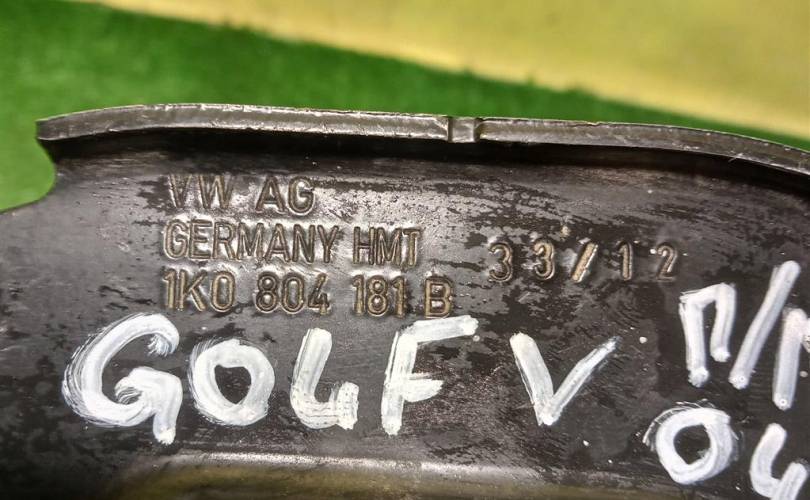 VW AG
GERMANY HMT 33/12
1K0 804 181 B
GOLF V П/П
04